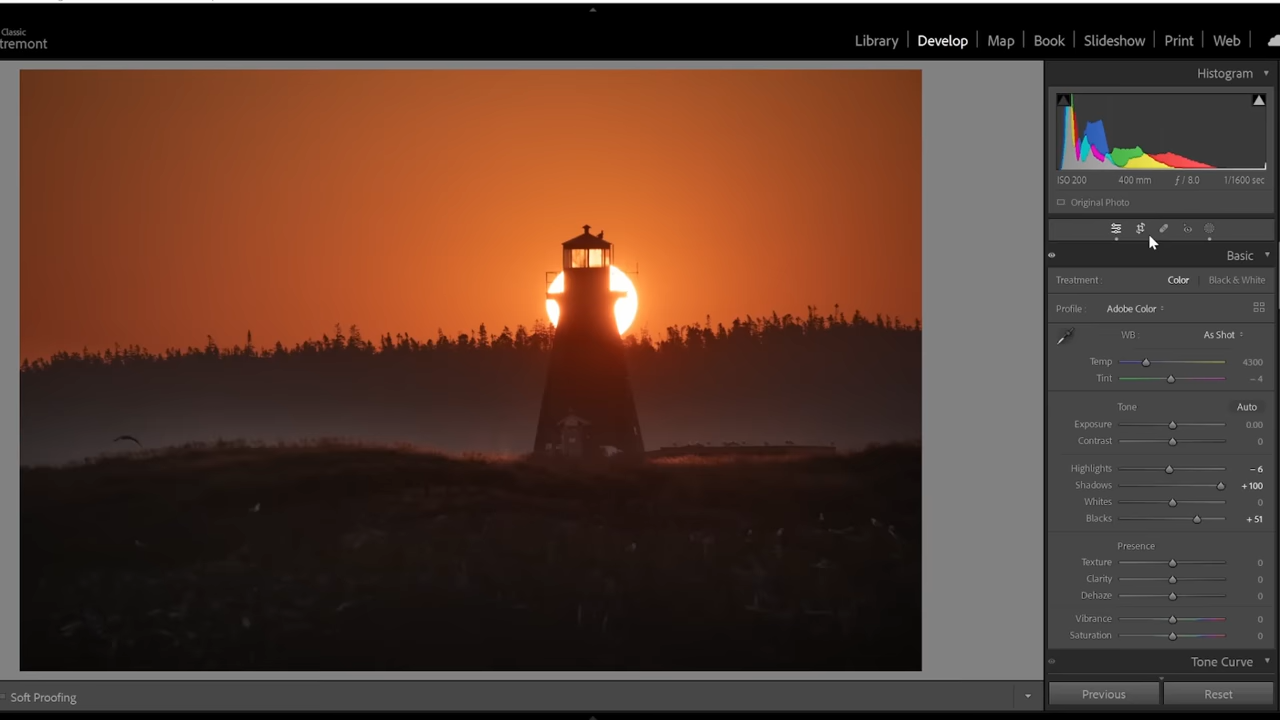 Classic
tremont
Library | Develop | Map | Book | Slideshow | Print | Web |
Histogram
ISO 200 400 mm ƒ / 8.0 1/1600 sec
Original Photo
Basic
Treatment : Color | Black & White
Profile : Adobe Color
WB : As Shot
Temp 4300
Tint – 4
Tone Auto
Exposure 0.00
Contrast 0
Highlights – 6
Shadows + 100
Whites 0
Blacks + 51
Presence
Texture 0
Clarity 0
Dehaze 0
Vibrance 0
Saturation 0
Tone Curve
Soft Proofing
Previous Reset